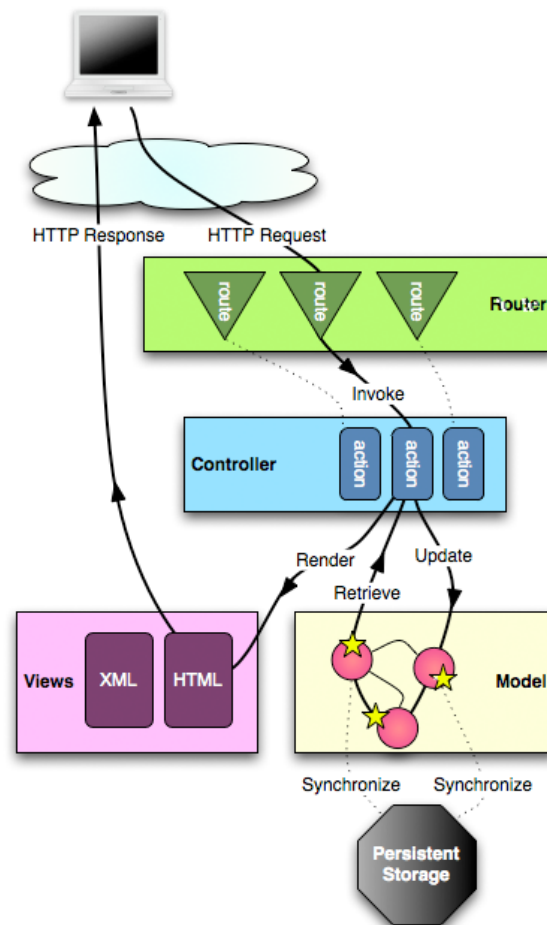 HTTP Response
HTTP Request
route
route
route
Router
Invoke
Controller
action
action
action
Render
Update
Retrieve
Views
XML
HTML
Model
Synchronize
Synchronize
Persistent
Storage